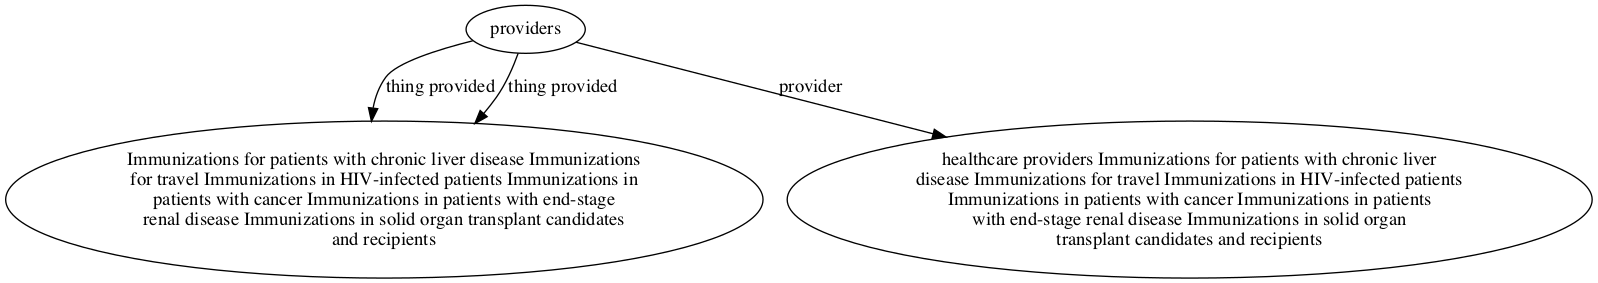 providers
thing provided
thing provided
provider
Immunizations for patients with chronic liver disease Immunizations
for travel Immunizations in HIV-infected patients Immunizations in
patients with cancer Immunizations in patients with end-stage
renal disease Immunizations in solid organ transplant candidates
and recipients
healthcare providers Immunizations for patients with chronic liver
disease Immunizations for travel Immunizations in HIV-infected patients
Immunizations in patients with cancer Immunizations in patients
with end-stage renal disease Immunizations in solid organ
transplant candidates and recipients